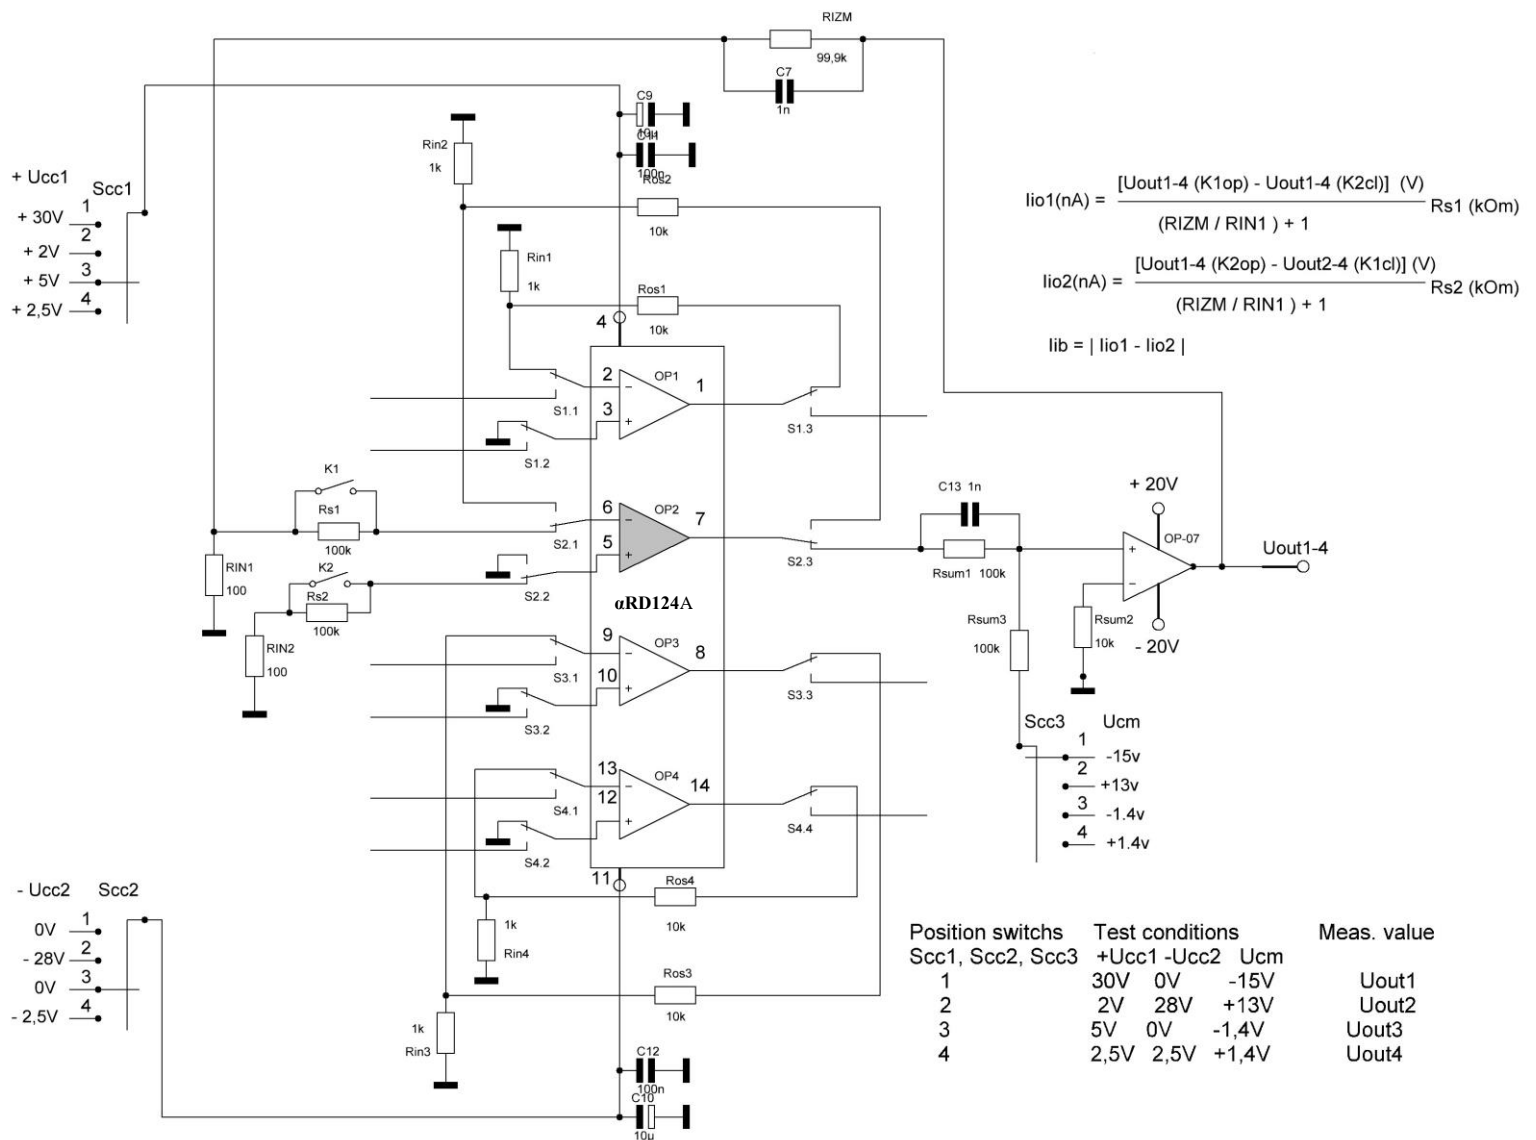 RIZM
99,9k
C7
1n
C9
10µ
C11
100n
Rin2
1k
Ros2
10k
+ Ucc1
Scc1
1
+ 30V
2
+ 2V
3
+ 5V
4
+ 2,5V
Rin1
1k
Ros1
10k
4
Iio1(nA) = [Uout1-4 (K1op) - Uout1-4 (K2cl)] (V) Rs1 (kOm)
(RIZM / RIN1 ) + 1
Iio2(nA) = [Uout1-4 (K2op) - Uout2-4 (K1cl)] (V) Rs2 (kOm)
(RIZM / RIN1 ) + 1
Iib = | Iio1 - Iio2 |
2
OP1
1
−
3
+
S1.1
S1.2
S1.3
K1
Rs1
100k
6
OP2
7
−
5
+
S2.1
S2.2
S2.3
RIN1
100
K2
Rs2
100k
RIN2
100
αRD124A
C13 1n
Rsum1 100k
+ 20V
OP-07
+
−
Uout1-4
Rsum3
100k
Rsum2
10k
- 20V
9
OP3
8
−
10
+
S3.1
S3.2
S3.3
Scc3
Ucm
1
-15v
2
+13v
3
-1.4v
4
+1.4v
13
OP4
14
−
12
+
S4.1
S4.2
S4.4
11
Ros4
10k
1k
Rin4
Ros3
10k
1k
Rin3
- Ucc2
Scc2
1
0V
2
- 28V
3
0V
4
- 2,5V
C12
100n
C10
10µ
Position switchs Test conditions Meas. value
Scc1, Scc2, Scc3 +Ucc1 -Ucc2 Ucm
1 30V 0V -15V Uout1
2 2V 28V +13V Uout2
3 5V 0V -1,4V Uout3
4 2,5V 2,5V +1,4V Uout4